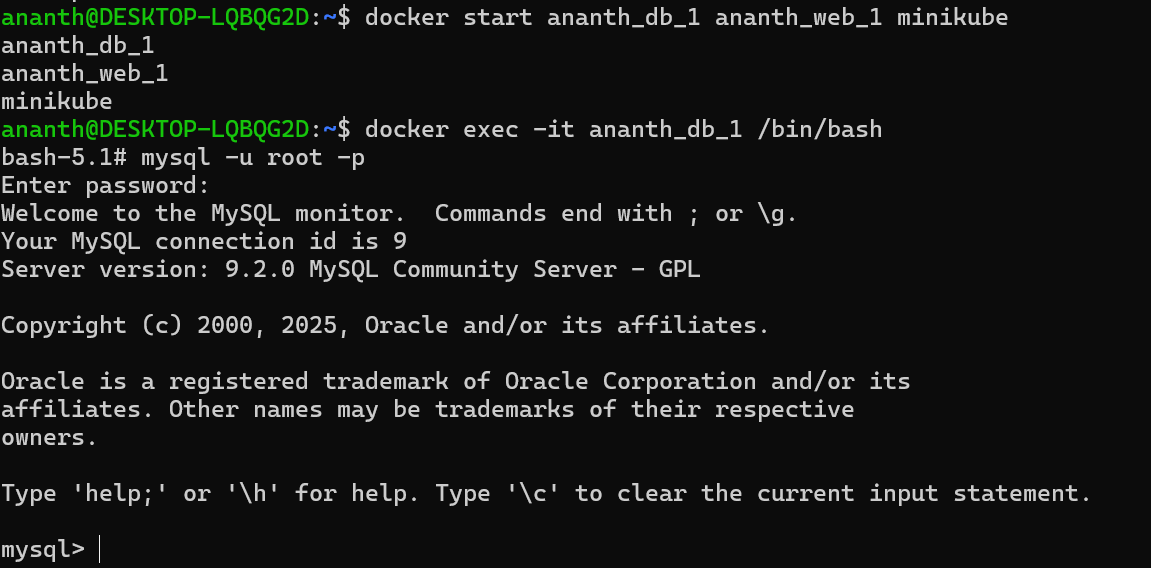 ananth@DESKTOP-LQBQG2D:~$ docker start ananth_db_1 ananth_web_1 minikube
ananth_db_1
ananth_web_1
minikube
ananth@DESKTOP-LQBQG2D:~$ docker exec -it ananth_db_1 /bin/bash
bash-5.1# mysql -u root -p
Enter password:
Welcome to the MySQL monitor.  Commands end with ; or \g.
Your MySQL connection id is 9
Server version: 9.2.0 MySQL Community Server - GPL

Copyright (c) 2000, 2025, Oracle and/or its affiliates.

Oracle is a registered trademark of Oracle Corporation and/or its
affiliates. Other names may be trademarks of their respective
owners.

Type 'help;' or '\h' for help. Type '\c' to clear the current input statement.

mysql>